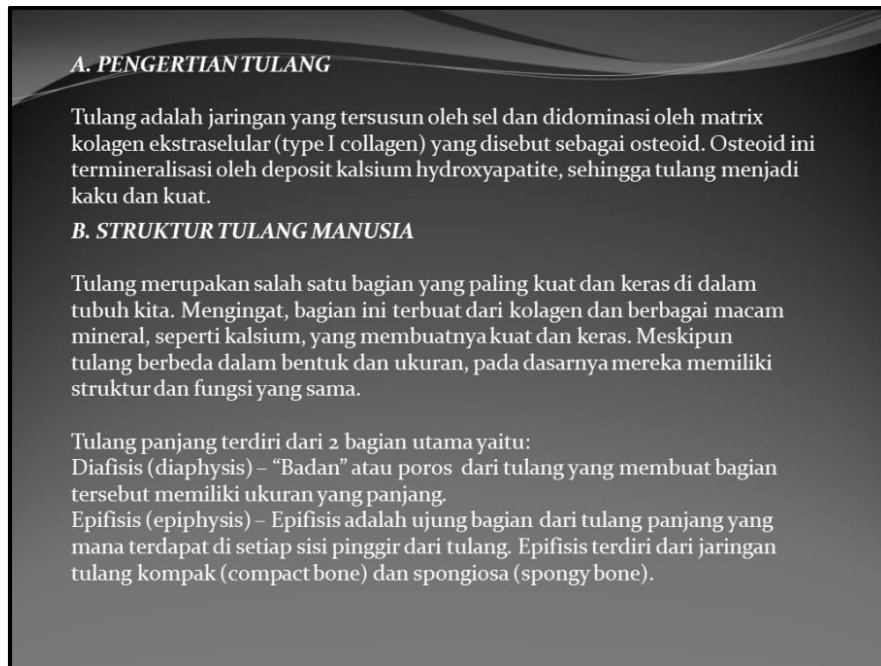 A. PENGERTIAN TULANG
Tulang adalah jaringan yang tersusun oleh sel dan didominasi oleh matrix
kolagen ekstraselular (type I collagen) yang disebut sebagai osteoid. Osteoid ini
termineralisasi oleh deposit kalsium hydroxyapatite, sehingga tulang menjadi
kaku dan kuat.
B. STRUKTUR TULANG MANUSIA
Tulang merupakan salah satu bagian yang paling kuat dan keras di dalam
tubuh kita. Mengingat, bagian ini terbuat dari kolagen dan berbagai macam
mineral, seperti kalsium, yang membuatnya kuat dan keras. Meskipun
tulang berbeda dalam bentuk dan ukuran, pada dasarnya mereka memiliki
struktur dan fungsi yang sama.
Tulang panjang terdiri dari 2 bagian utama yaitu:
Diafisis (diaphysis) – “Badan” atau poros dari tulang yang membuat bagian
tersebut memiliki ukuran yang panjang.
Epifisis (epiphysis) – Epifisis adalah ujung bagian dari tulang panjang yang
mana terdapat di setiap sisi pinggir dari tulang. Epifisis terdiri dari jaringan
tulang kompak (compact bone) dan spongiosa (spongy bone).